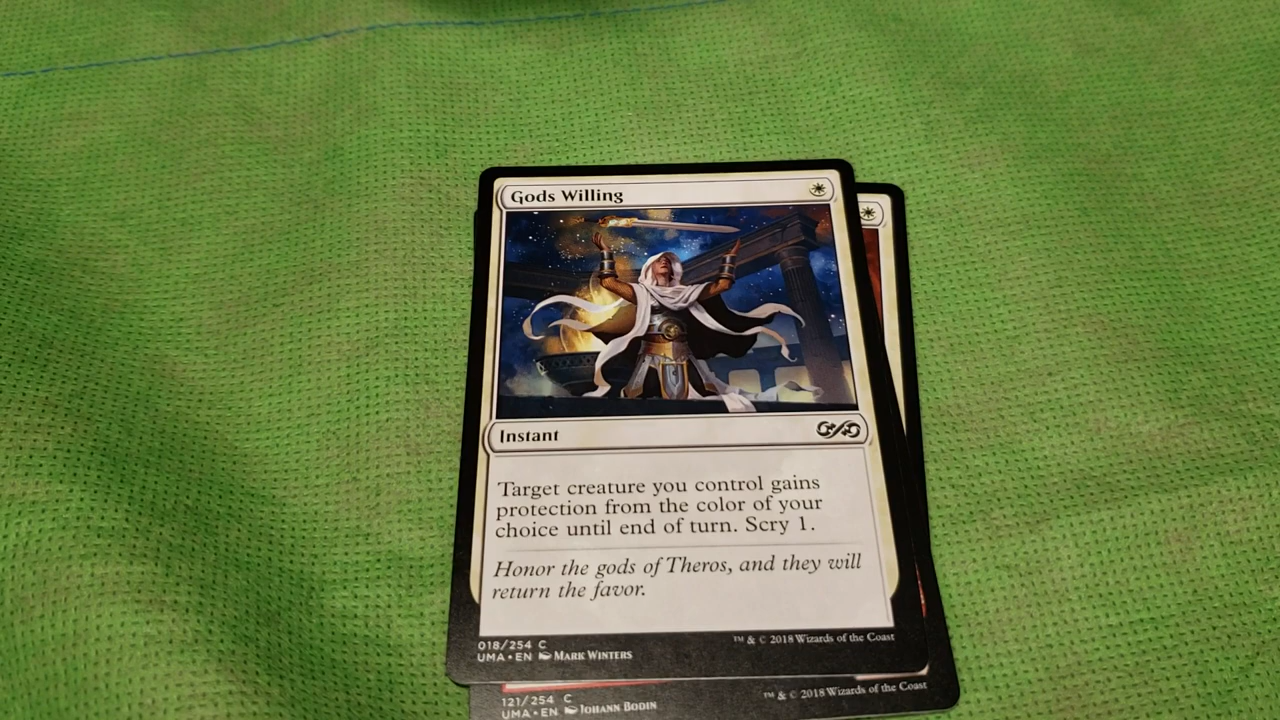 Gods Willing
Instant
Target creature you control gains
protection from the color of your
choice until end of turn. Scry 1.
Honor the gods of Theros, and they will
return the favor.
018/254 C
UMA • EN Mark Winters
™ & © 2018 Wizards of the Coast
121/254 C
UMA • EN Johann Bodin
™ & © 2018 Wizards of the Coast